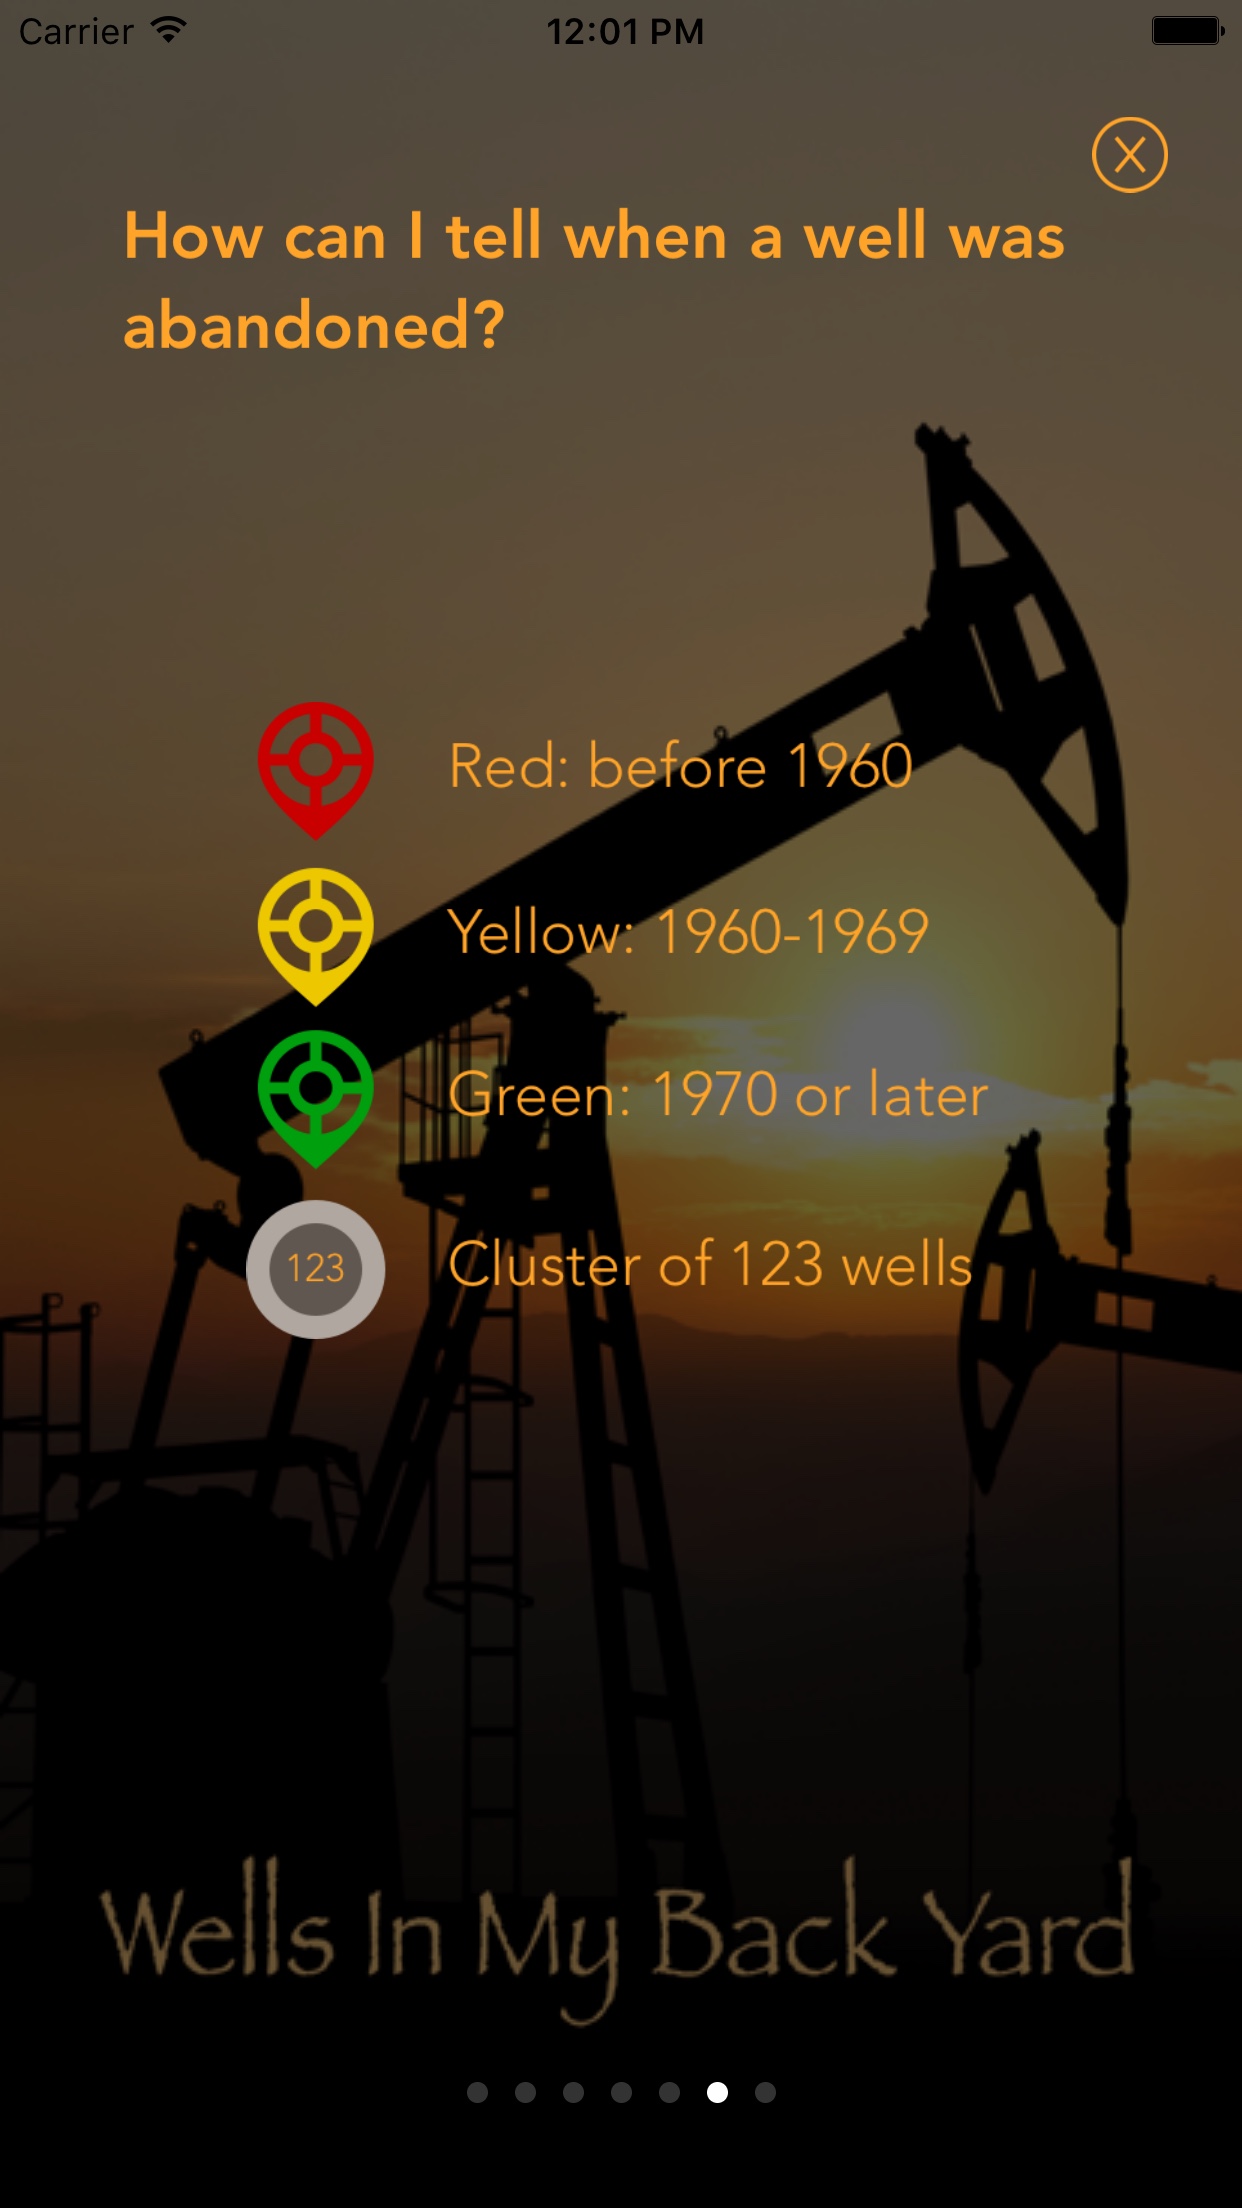 Carrier 12:01 PM
X
How can I tell when a well was
abandoned?
Red: before 1960
Yellow: 1960-1969
Green: 1970 or later
123 Cluster of 123 wells
Wells In My Back Yard